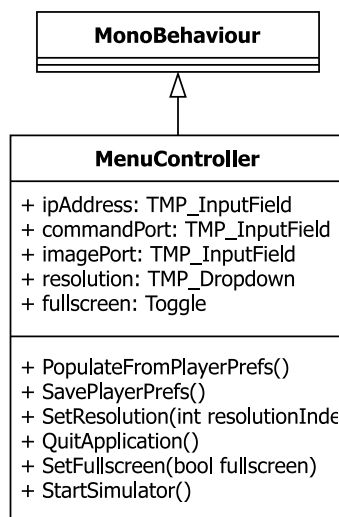 MonoBehaviour
MenuController
+ ipAddress: TMP_InputField
+ commandPort: TMP_InputField
+ imagePort: TMP_InputField
+ resolution: TMP_Dropdown
+ fullscreen: Toggle
+ PopulateFromPlayerPrefs()
+ SavePlayerPrefs()
+ SetResolution(int resolutionInde
+ QuitApplication()
+ SetFullscreen(bool fullscreen)
+ StartSimulator()